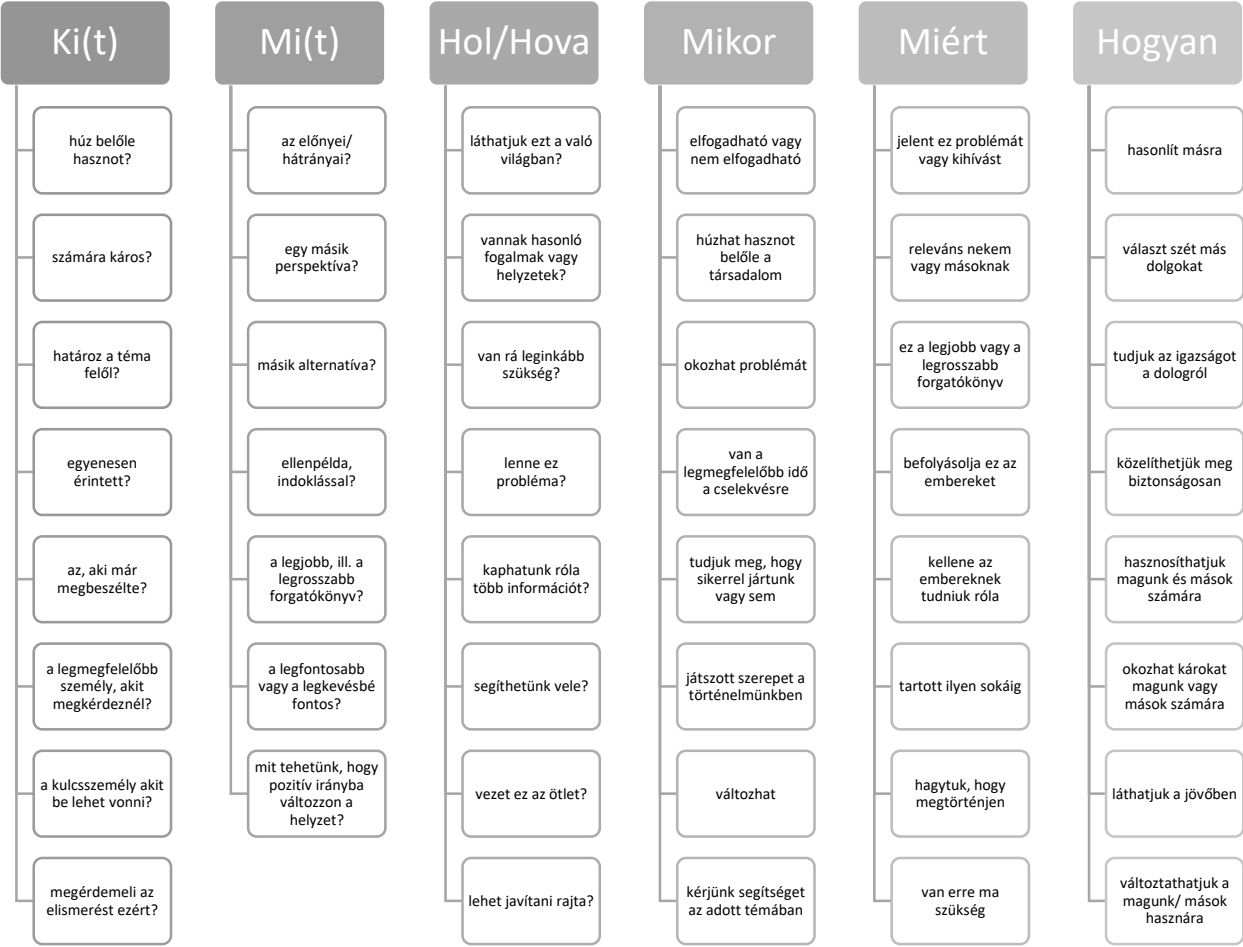 Ki(t)
húz belőle
hasznot?
számára káros?
határoz a téma
felől?
egyenesen
érintett?
az, aki már
megbeszélte?
a legmegfelelőbb
személy, akit
megkérdeznél?
a kulcsszemély akit
be lehet vonni?
megérdemeli az
elismerést ezért?
Mi(t)
az előnyei/
hátrányai?
egy másik
perspektíva?
másik alternatíva?
ellenpélda,
indoklással?
a legjobb, ill. a
legrosszabb
forgatókönyv?
a legfontosabb
vagy a legkevésbé
fontos?
mit tehetünk, hogy
pozitív irányba
változzon a
helyzet?
Hol/Hova
láthatjuk ezt a való
világban?
vannak hasonló
fogalmak vagy
helyzetek?
van rá leginkább
szükség?
lenne ez
probléma?
kaphatunk róla
több információt?
segíthetünk vele?
vezet ez az ötlet?
lehet javítani rajta?
Mikor
elfogadható vagy
nem elfogadható
húzhat hasznot
belőle a
társadalom
okozhat problémát
van a
legmegfelelőbb idő
a cselekvésre
tudjuk meg, hogy
sikerrel jártunk
vagy sem
játszott szerepet a
történelmünkben
változhat
kérjünk segítséget
az adott témában
Miért
jelent ez problémát
vagy kihívást
releváns nekem
vagy másoknak
ez a legjobb vagy a
legrosszabb
forgatókönyv
befolyásolja ez az
embereket
kellene az
embereknek
tudniuk róla
tartott ilyen sokáig
hagytuk, hogy
megtörténjen
van erre ma
szükség
Hogyan
hasonlít másra
választ szét más
dolgokat
tudjuk az igazságot
a dologról
közelíthetjük meg
biztonságosan
hasznosíthatjuk
magunk és mások
számára
okozhat károkat
magunk vagy
mások számára
láthatjuk a jövőben
változtathatjuk a
magunk/ mások
hasznára